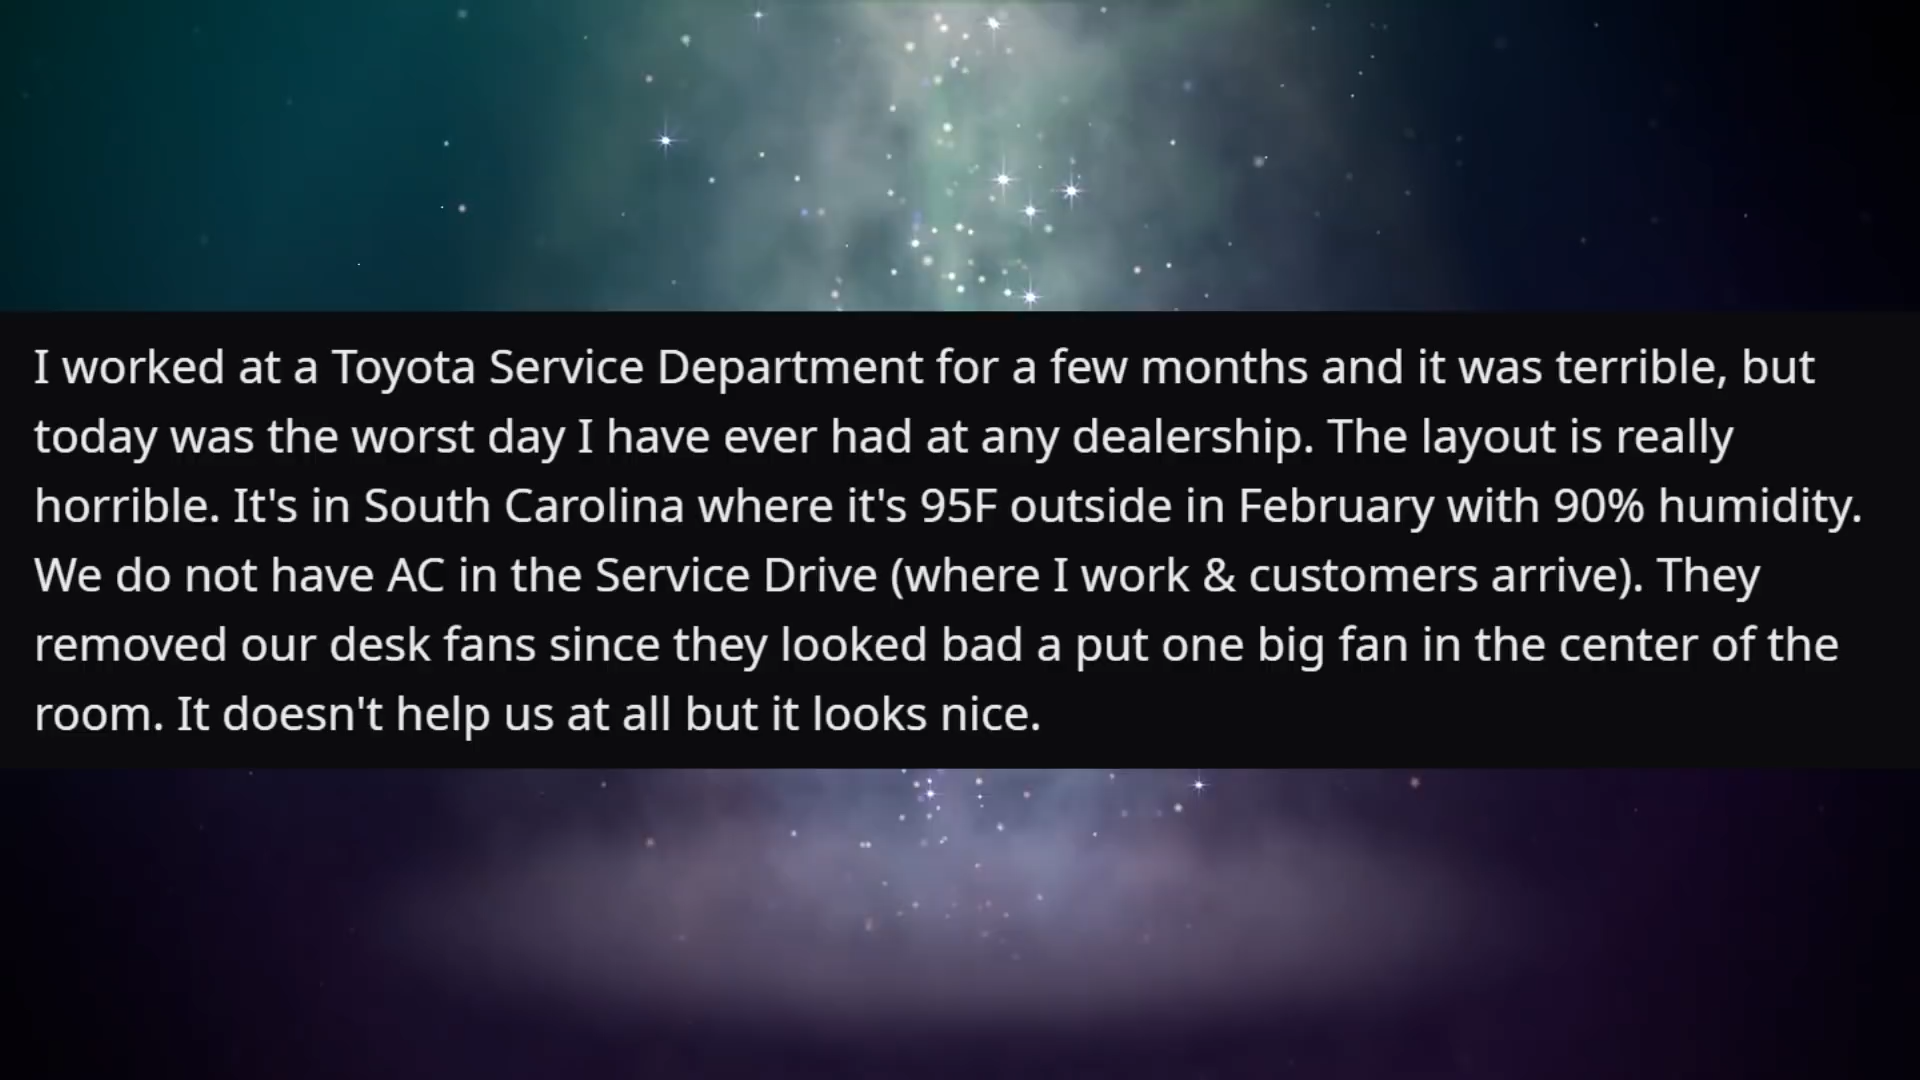 I worked at a Toyota Service Department for a few months and it was terrible, but
today was the worst day I have ever had at any dealership. The layout is really
horrible. It's in South Carolina where it's 95F outside in February with 90% humidity.
We do not have AC in the Service Drive (where I work & customers arrive). They
removed our desk fans since they looked bad a put one big fan in the center of the
room. It doesn't help us at all but it looks nice.